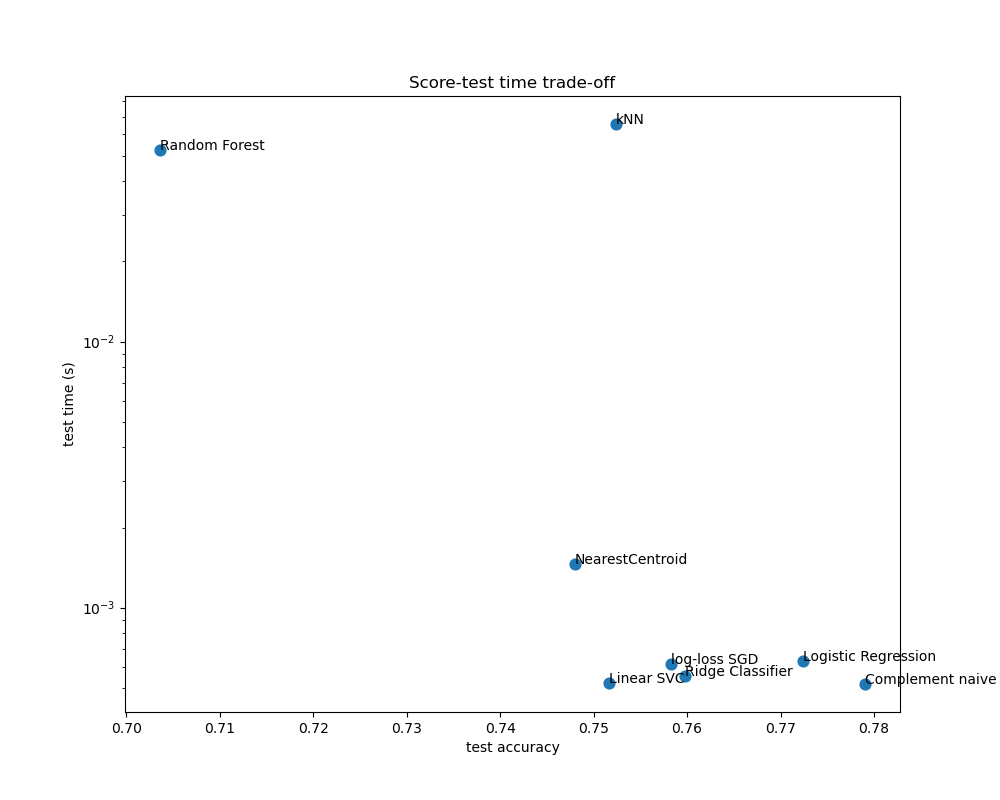 Score-test time trade-off
kNN
Random Forest
10⁻²
test time (s)
NearestCentroid
10⁻³
log-loss SGD
Logistic Regression
Ridge Classifier
Linear SVC
Complement naive
0.70 0.71 0.72 0.73 0.74 0.75 0.76 0.77 0.78
test accuracy